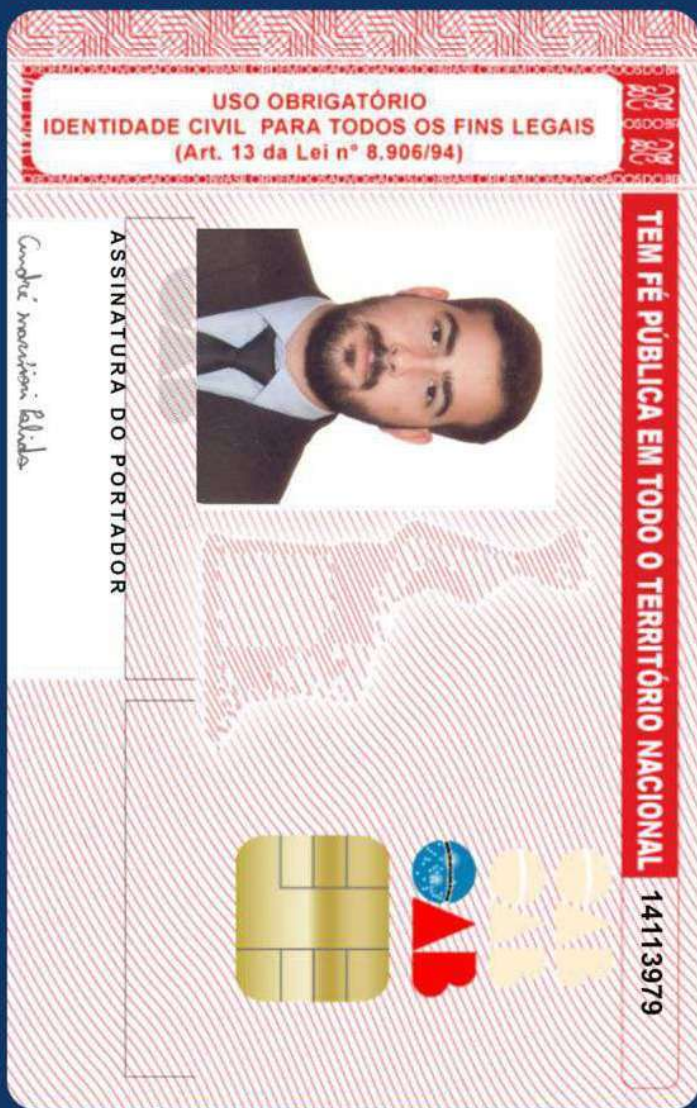 USO OBRIGATÓRIO
IDENTIDADE CIVIL PARA TODOS OS FINS LEGAIS
(Art. 13 da Lei nº 8.906/94)
TEM FÉ PÚBLICA EM TODO O TERRITÓRIO NACIONAL
14113979
OAB
ASSINATURA DO PORTADOR
André